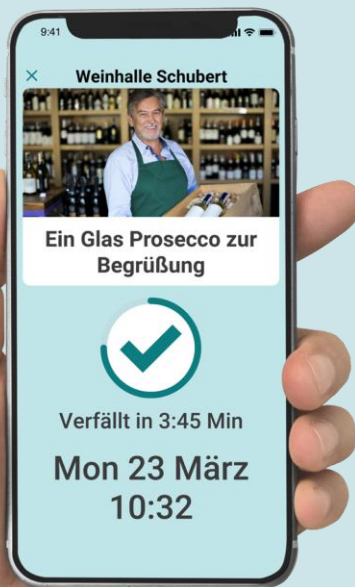 9:41
Weinhalle Schubert
Ein Glas Prosecco zur
Begrüßung
Verfällt in 3:45 Min
Mon 23 März
10:32